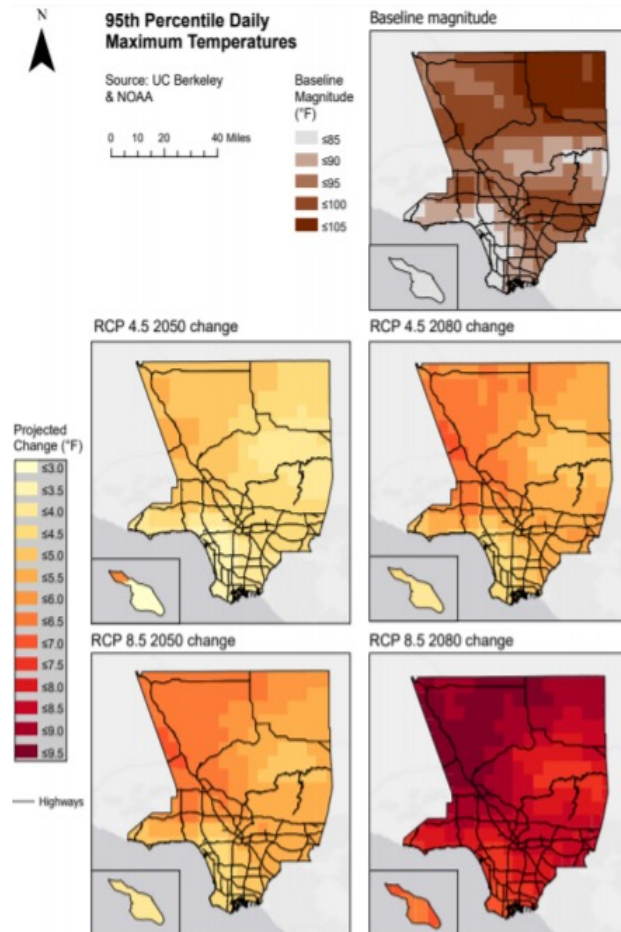 N
95th Percentile Daily
Maximum Temperatures
Source: UC Berkeley
& NOAA
0 10 20 40 Miles
Baseline
Magnitude
(°F)
≤85
≤90
≤95
≤100
≤105
Baseline magnitude
RCP 4.5 2050 change
RCP 4.5 2080 change
Projected
Change (°F)
≤3.0
≤3.5
≤4.0
≤4.5
≤5.0
≤5.5
≤6.0
≤6.5
≤7.0
≤7.5
≤8.0
≤8.5
≤9.0
≤9.5
Highways
RCP 8.5 2050 change
RCP 8.5 2080 change